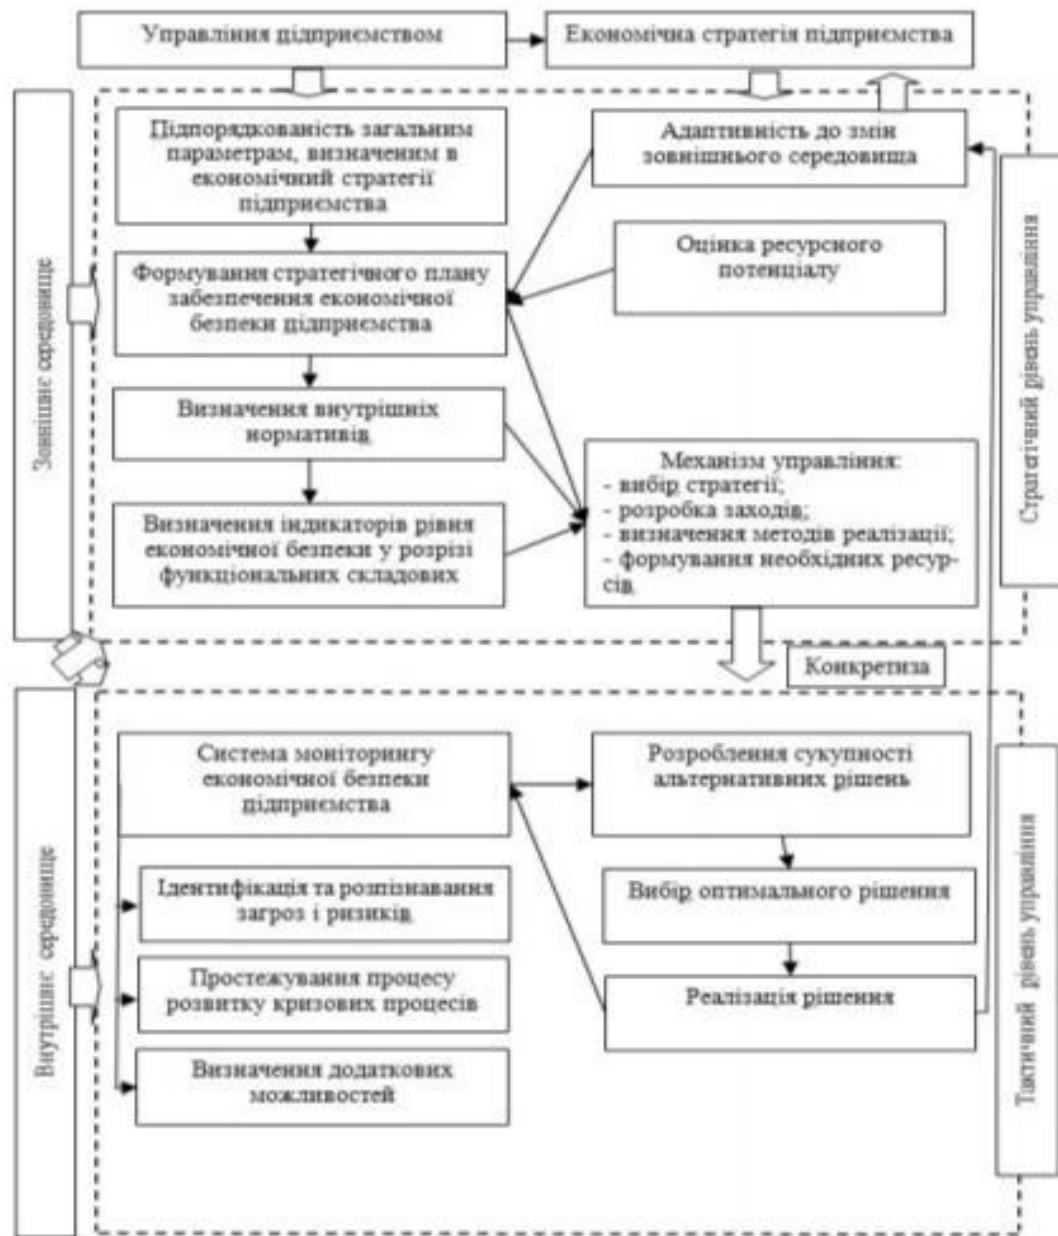 Управління підприємством
Економічна стратегія підприємства
Зовнішнє середовище
Підпорядкованість загальним
параметрам, визначеним в
економічний стратегії
підприємства
Адаптивність до змін
зовнішнього середовища
Стратегічний рівень управління
Оцінка ресурсного
потенціалу
Формування стратегічного плану
забезпечення економічної
безпеки підприємства
Визначення внутрішніх
нормативів
Визначення індикаторів рівня
економічної безпеки у розрізі
функціональних складових
Механізм управління:
- вибір стратегії;
- розробка заходів;
- визначення методів реалізації;
- формування необхідних ресур-
сів
Конкретиза
Внутрішнє середовище
Система моніторингу
економічної безпеки
підприємства
Розроблення сукупності
альтернативних рішень
Тактичний рівень управління
Ідентифікація та розпізнавання
загроз і ризиків
Вибір оптимального рішення
Простежування процесу
розвитку кризових процесів
Реалізація рішення
Визначення додаткових
можливостей